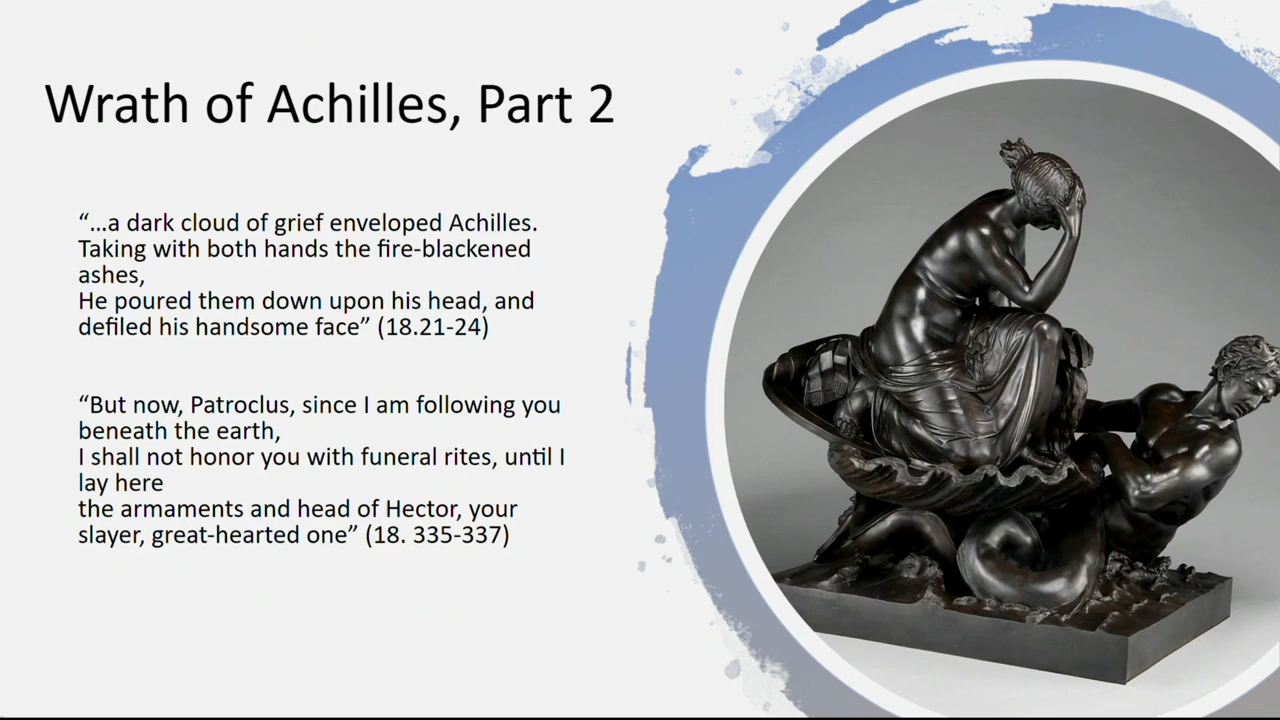 Wrath of Achilles, Part 2
“…a dark cloud of grief enveloped Achilles.
Taking with both hands the fire-blackened
ashes,
He poured them down upon his head, and
defiled his handsome face” (18.21-24)
“But now, Patroclus, since I am following you
beneath the earth,
I shall not honor you with funeral rites, until I
lay here
the armaments and head of Hector, your
slayer, great-hearted one” (18. 335-337)